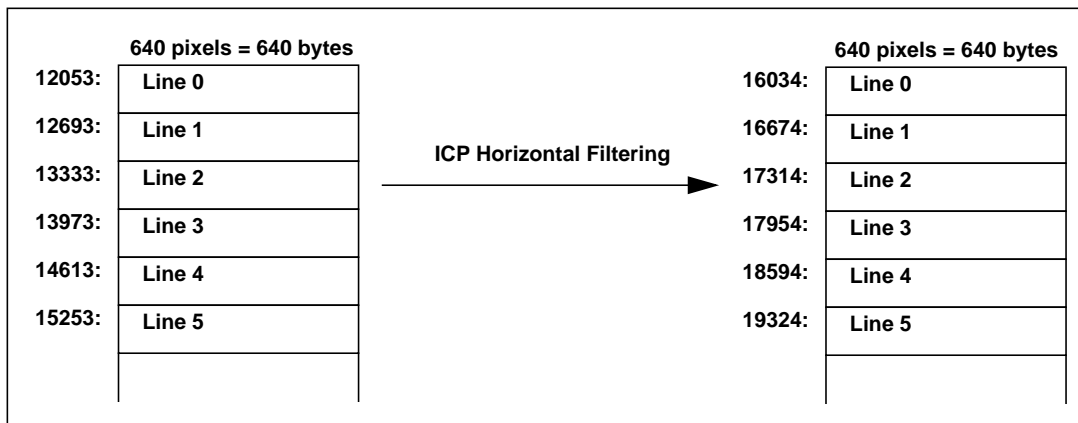 640 pixels = 640 bytes
12053: Line 0
12693: Line 1
13333: Line 2
13973: Line 3
14613: Line 4
15253: Line 5
ICP Horizontal Filtering
640 pixels = 640 bytes
16034: Line 0
16674: Line 1
17314: Line 2
17954: Line 3
18594: Line 4
19324: Line 5